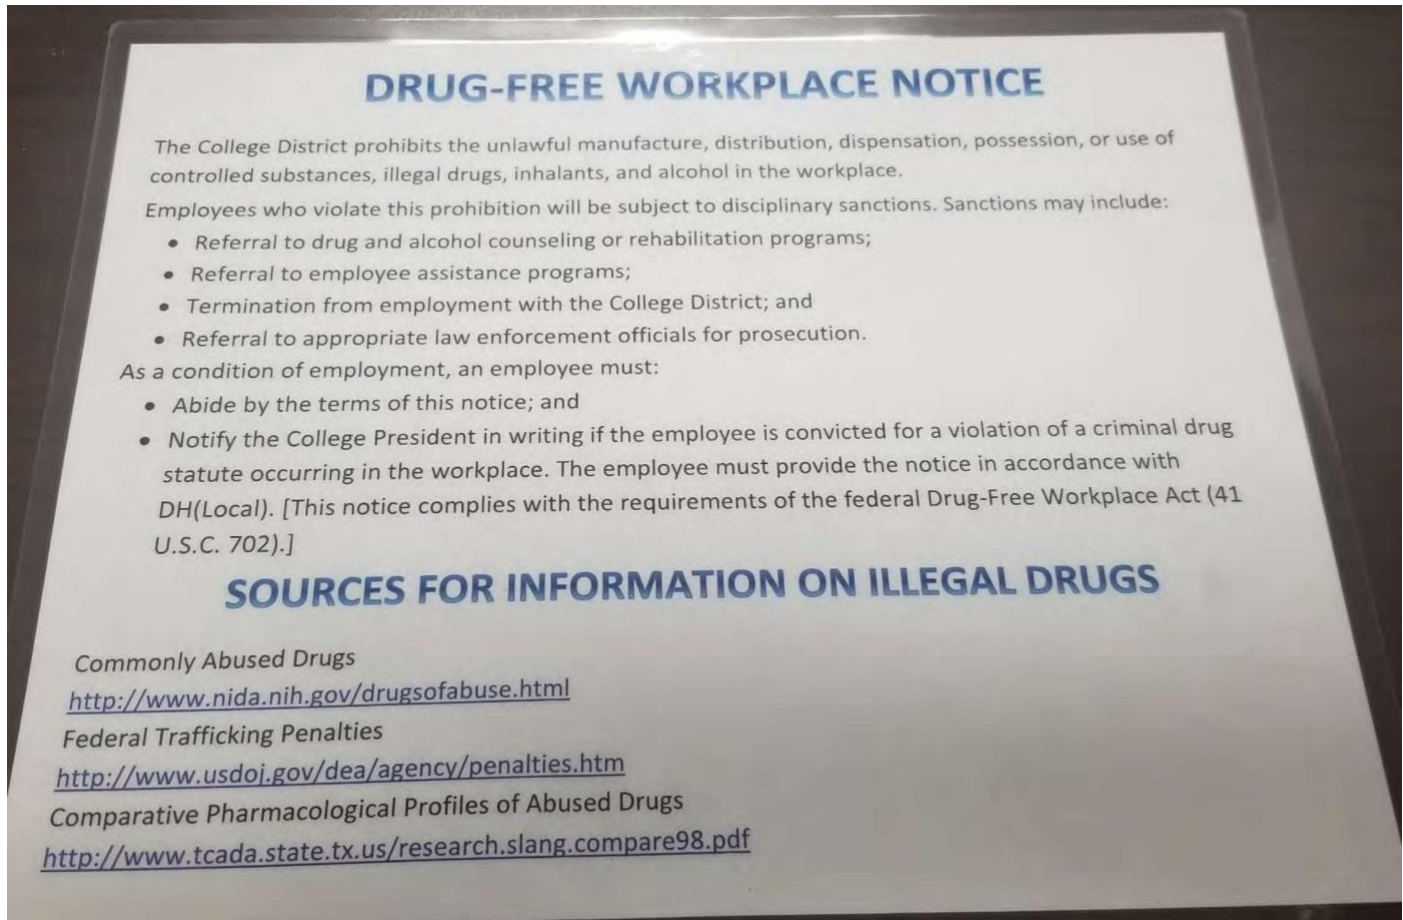 DRUG-FREE WORKPLACE NOTICE
The College District prohibits the unlawful manufacture, distribution, dispensation, possession, or use of
controlled substances, illegal drugs, inhalants, and alcohol in the workplace.
Employees who violate this prohibition will be subject to disciplinary sanctions. Sanctions may include:
• Referral to drug and alcohol counseling or rehabilitation programs;
• Referral to employee assistance programs;
• Termination from employment with the College District; and
• Referral to appropriate law enforcement officials for prosecution.
As a condition of employment, an employee must:
• Abide by the terms of this notice; and
• Notify the College President in writing if the employee is convicted for a violation of a criminal drug
statute occurring in the workplace. The employee must provide the notice in accordance with
DH(Local). [This notice complies with the requirements of the federal Drug-Free Workplace Act (41
U.S.C. 702).]
SOURCES FOR INFORMATION ON ILLEGAL DRUGS
Commonly Abused Drugs
http://www.nida.nih.gov/drugsofabuse.html
Federal Trafficking Penalties
http://www.usdoj.gov/dea/agency/penalties.htm
Comparative Pharmacological Profiles of Abused Drugs
http://www.tcada.state.tx.us/research.slang.compare98.pdf